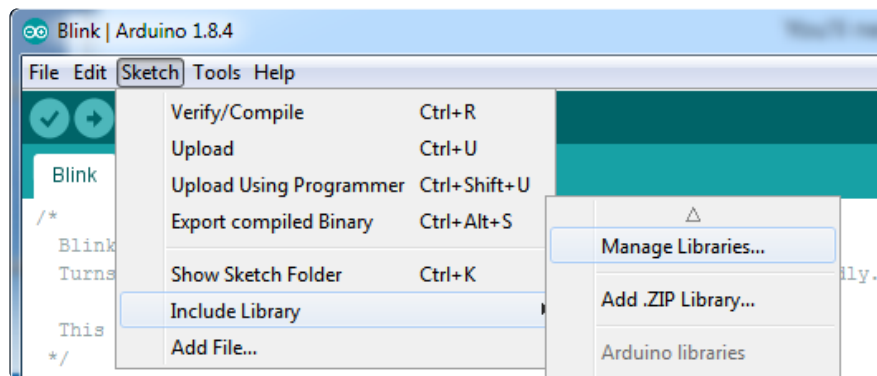 Blink | Arduino 1.8.4
File Edit Sketch Tools Help
Verify/Compile Ctrl+R
Upload Ctrl+U
Blink
Upload Using Programmer Ctrl+Shift+U
/*
Export compiled Binary Ctrl+Alt+S
Blink
Manage Libraries...
Turns
Show Sketch Folder Ctrl+K
dly.
Include Library
Add .ZIP Library...
This
Add File...
Arduino libraries
*/